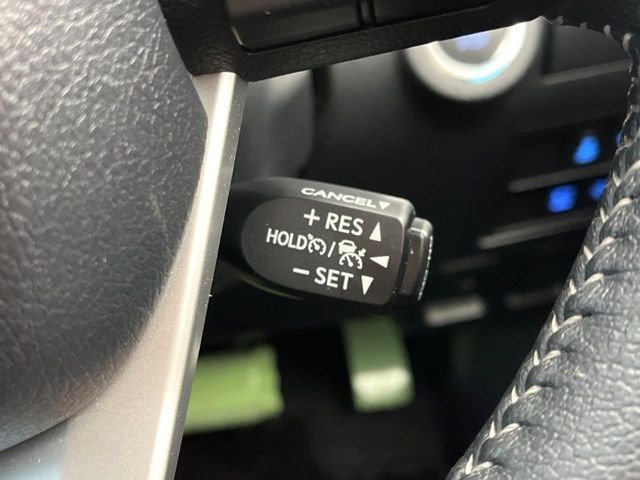 CANCEL▼
+ RES ▲
HOLD / ◀
− SET ▼